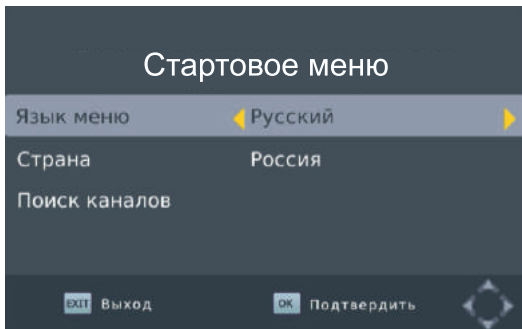 Стартовое меню
Язык меню Русский
Страна Россия
Поиск каналов
EXIT Выход OK Подтвердить